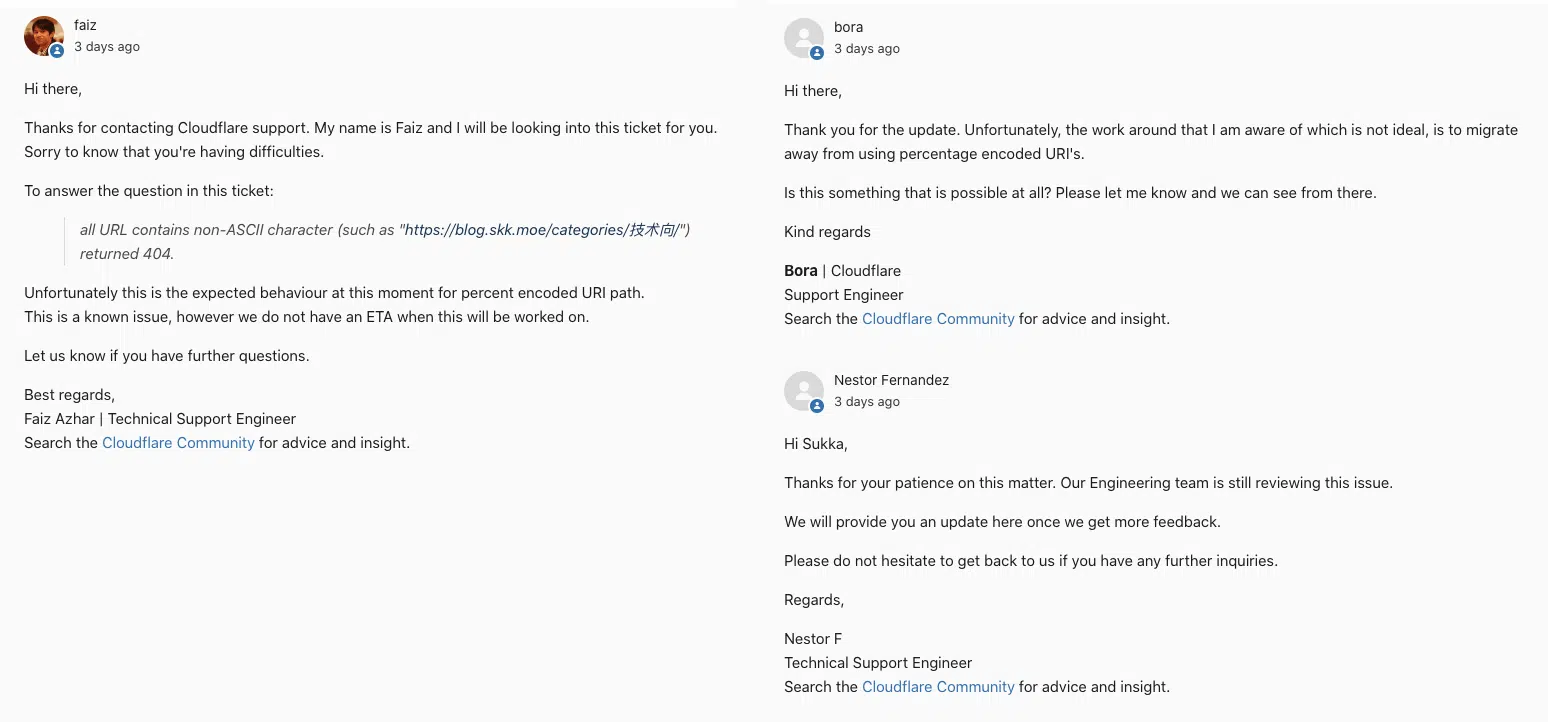 faiz
3 days ago
Hi there,
Thanks for contacting Cloudflare support. My name is Faiz and I will be looking into this ticket for you.
Sorry to know that you're having difficulties.
To answer the question in this ticket:
all URL contains non-ASCII character (such as "https://blog.skk.moe/categories/技术向/")
returned 404.
Unfortunately this is the expected behaviour at this moment for percent encoded URI path.
This is a known issue, however we do not have an ETA when this will be worked on.
Let us know if you have further questions.
Best regards,
Faiz Azhar | Technical Support Engineer
Search the Cloudflare Community for advice and insight.
bora
3 days ago
Hi there,
Thank you for the update. Unfortunately, the work around that I am aware of which is not ideal, is to migrate
away from using percentage encoded URI's.
Is this something that is possible at all? Please let me know and we can see from there.
Kind regards
Bora | Cloudflare
Support Engineer
Search the Cloudflare Community for advice and insight.
Nestor Fernandez
3 days ago
Hi Sukka,
Thanks for your patience on this matter. Our Engineering team is still reviewing this issue.
We will provide you an update here once we get more feedback.
Please do not hesitate to get back to us if you have any further inquiries.
Regards,
Nestor F
Technical Support Engineer
Search the Cloudflare Community for advice and insight.